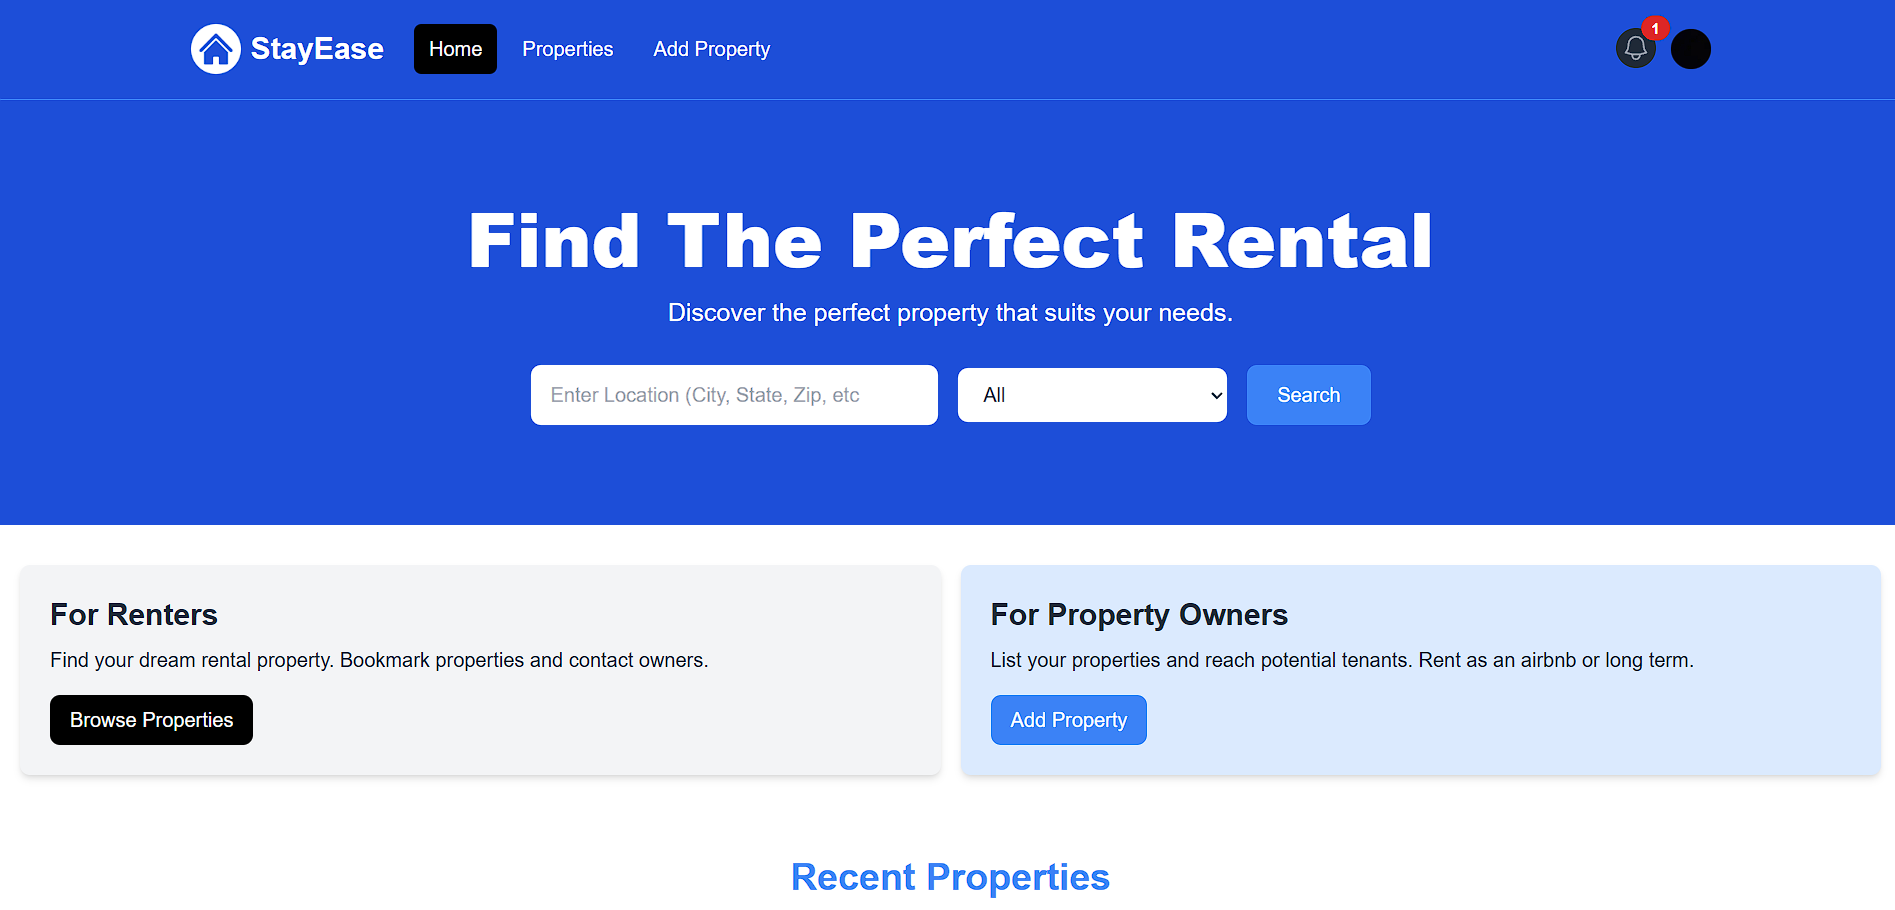 StayEase
Home
Properties
Add Property
1
Find The Perfect Rental
Discover the perfect property that suits your needs.
Enter Location (City, State, Zip, etc
All
Search
For Renters
Find your dream rental property. Bookmark properties and contact owners.
Browse Properties
For Property Owners
List your properties and reach potential tenants. Rent as an airbnb or long term.
Add Property
Recent Properties